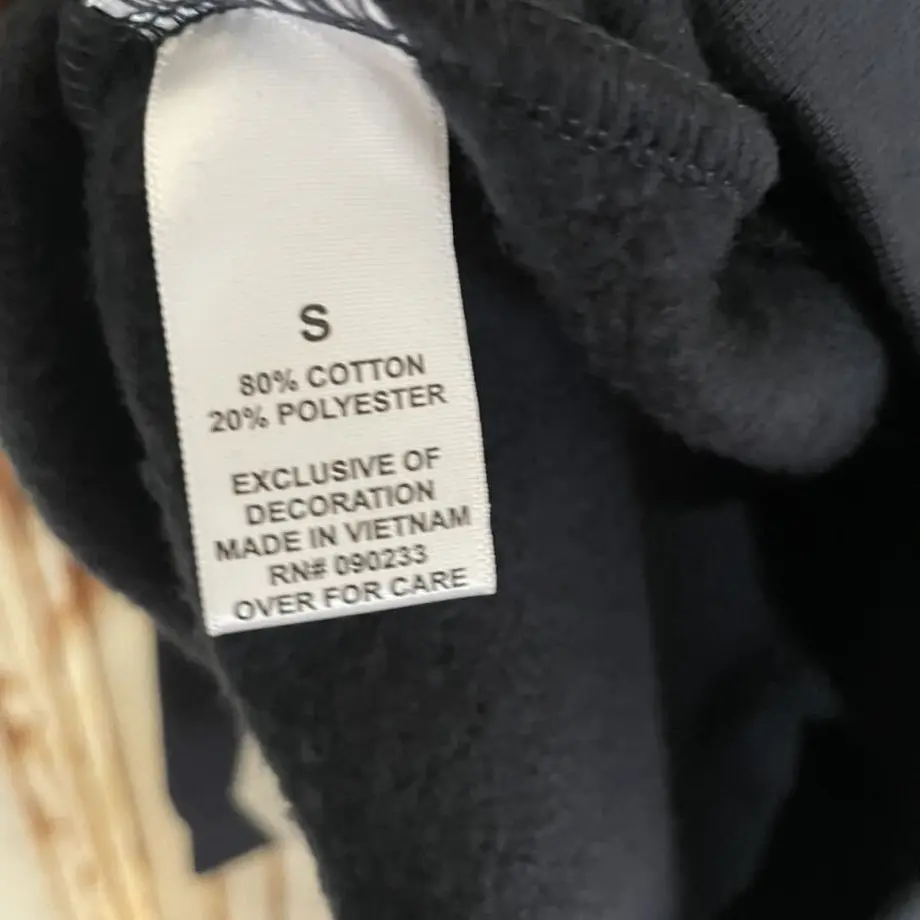 S
80% COTTON
20% POLYESTER
EXCLUSIVE OF
DECORATION
MADE IN VIETNAM
RN# 090233
OVER FOR CARE